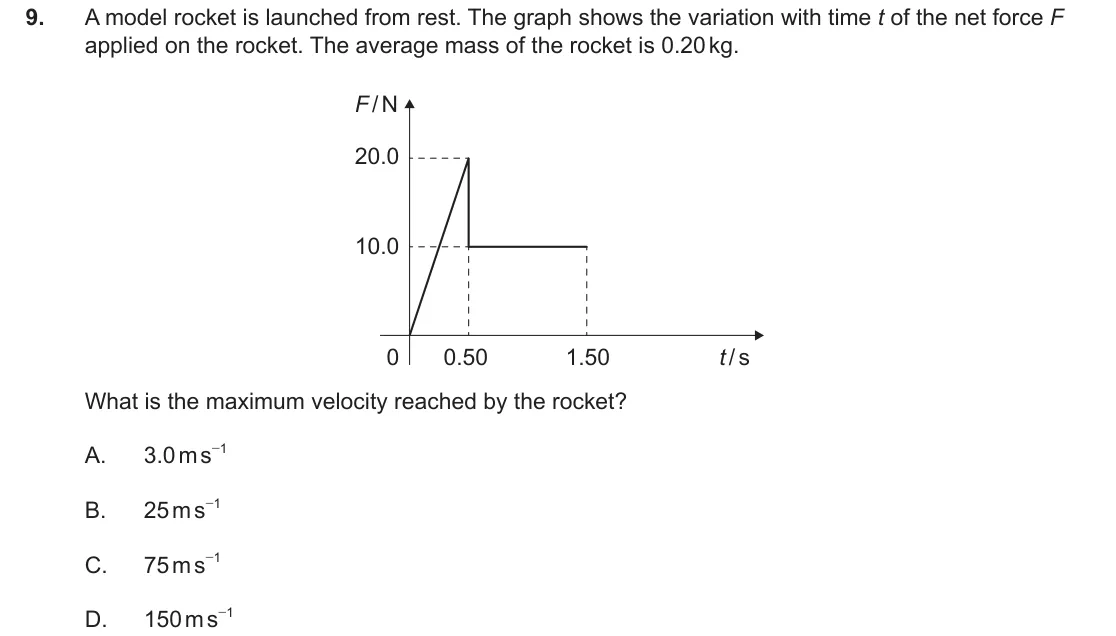 9. A model rocket is launched from rest. The graph shows the variation with time t of the net force F
applied on the rocket. The average mass of the rocket is 0.20 kg.
F / N
20.0
10.0
0 0.50 1.50 t / s
What is the maximum velocity reached by the rocket?
A. 3.0 m s⁻¹
B. 25 m s⁻¹
C. 75 m s⁻¹
D. 150 m s⁻¹